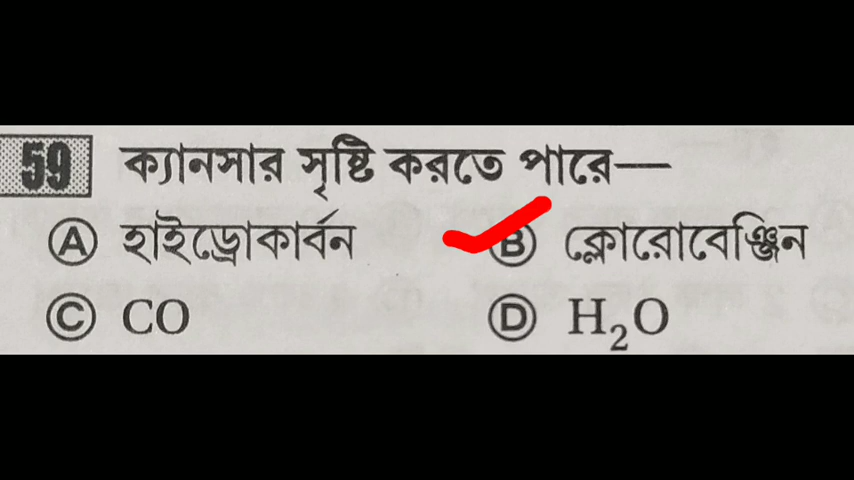 59 ক্যানসার সৃষ্টি করতে পারে—
Ⓐ হাইড্রোকার্বন Ⓑ ক্লোরোবেঞ্জিন
Ⓒ CO Ⓓ H₂O